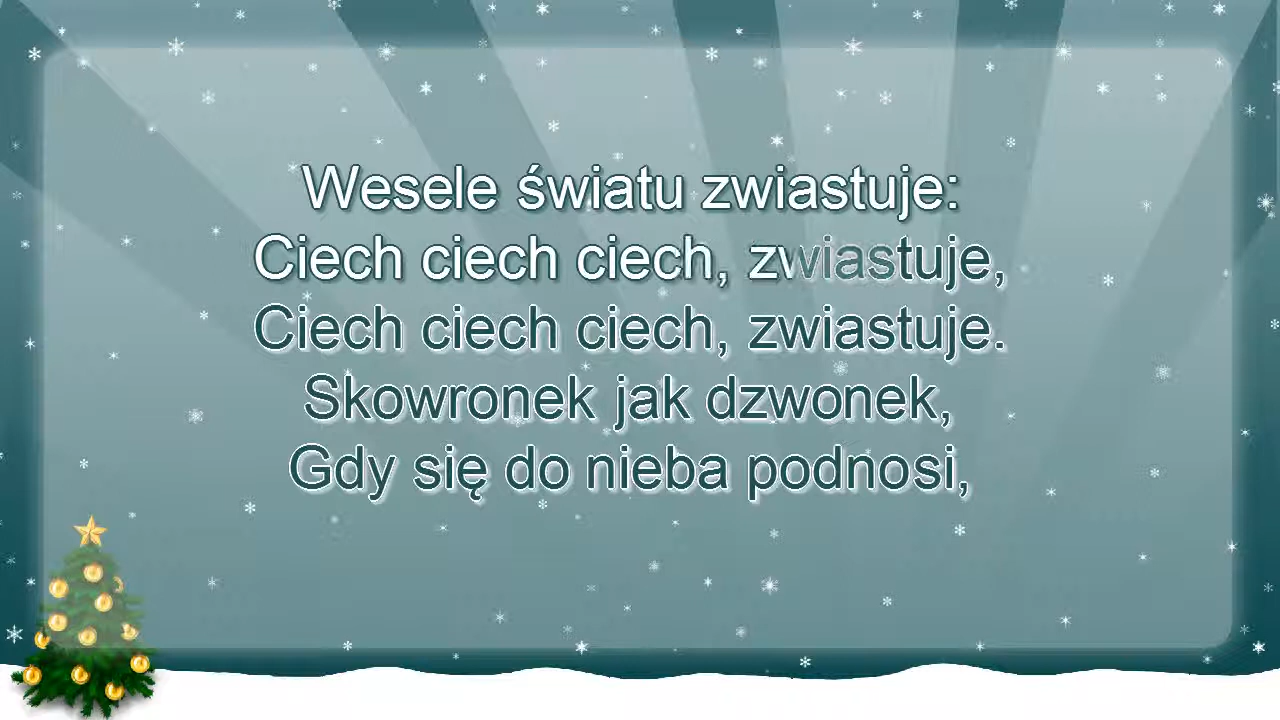 Wesele światu zwiastuje:
Ciech ciech ciech, zwiastuje,
Ciech ciech ciech, zwiastuje.
Skowronek jak dzwonek,
Gdy się do nieba podnosi,